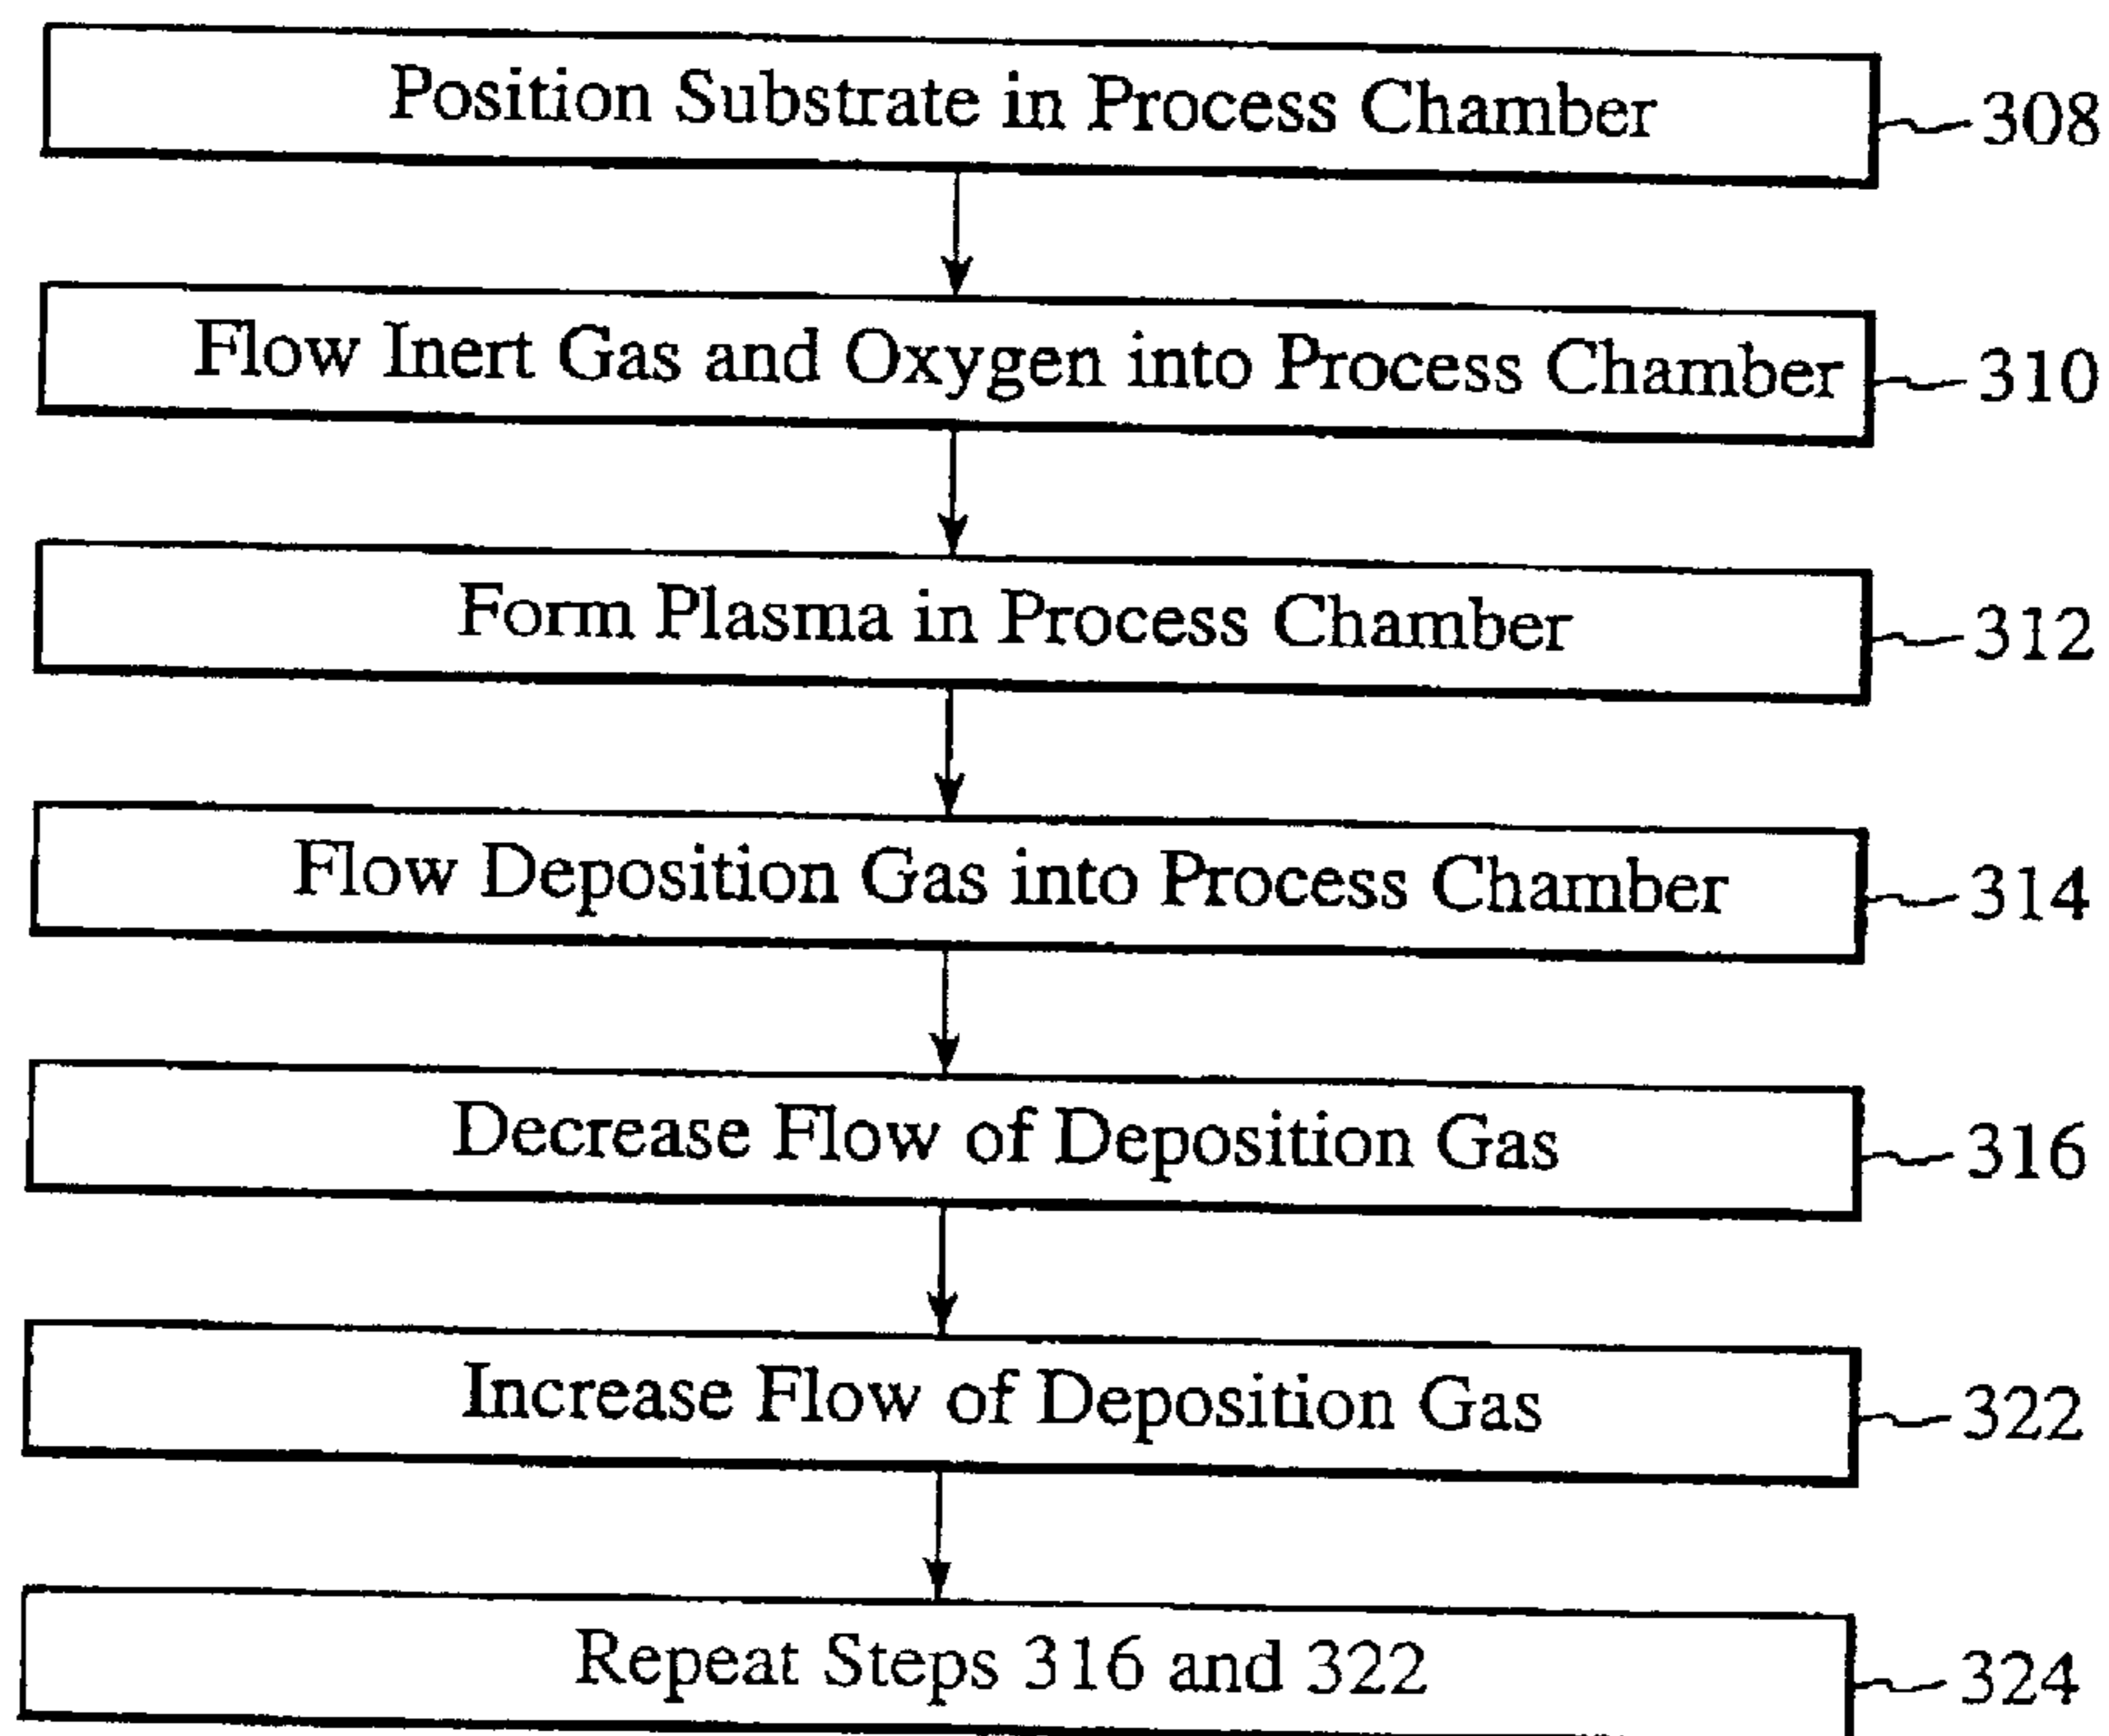 Position Substrate in Process Chamber 308
Flow Inert Gas and Oxygen into Process Chamber 310
Form Plasma in Process Chamber 312
Flow Deposition Gas into Process Chamber 314
Decrease Flow of Deposition Gas 316
Increase Flow of Deposition Gas 322
Repeat Steps 316 and 322 324